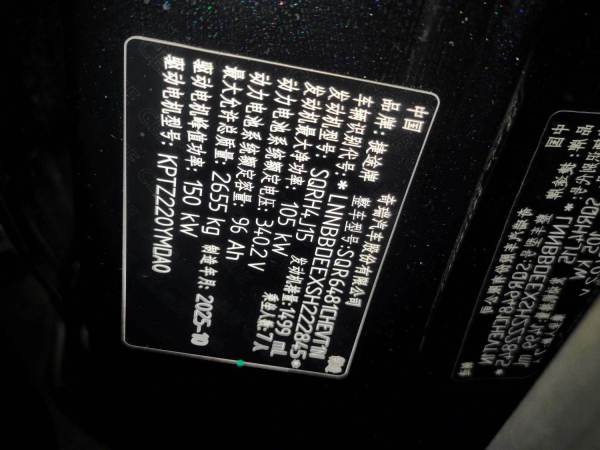 中国 奇瑞汽车股份有限公司
品牌:捷途牌 整车型号:
车辆识别代号:*LNNBBDEEXSH222845*
发动机型号:SQRH4J15
发动机最大净功率:105 kW 发动机排量:1499 mL
动力电池系统额定电压:340.2 V 乘坐人数:7人
动力电池系统额定容量:96 Ah
最大允许总质量:2655 kg 制造年月:2025-10
驱动电机峰值功率:150 kW
驱动电机型号:KPTZ220YMDA0